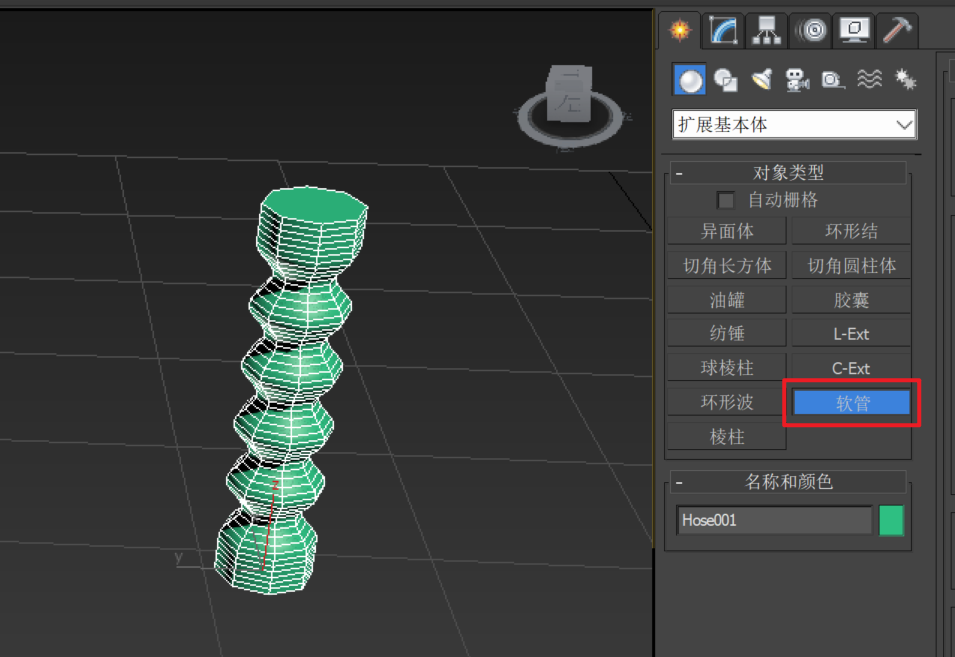 扩展基本体
- 对象类型
自动栅格
异面体 环形结
切角长方体 切角圆柱体
油罐 胶囊
纺锤 L-Ext
球棱柱 C-Ext
环形波 软管
棱柱
- 名称和颜色
Hose001
左
z
y